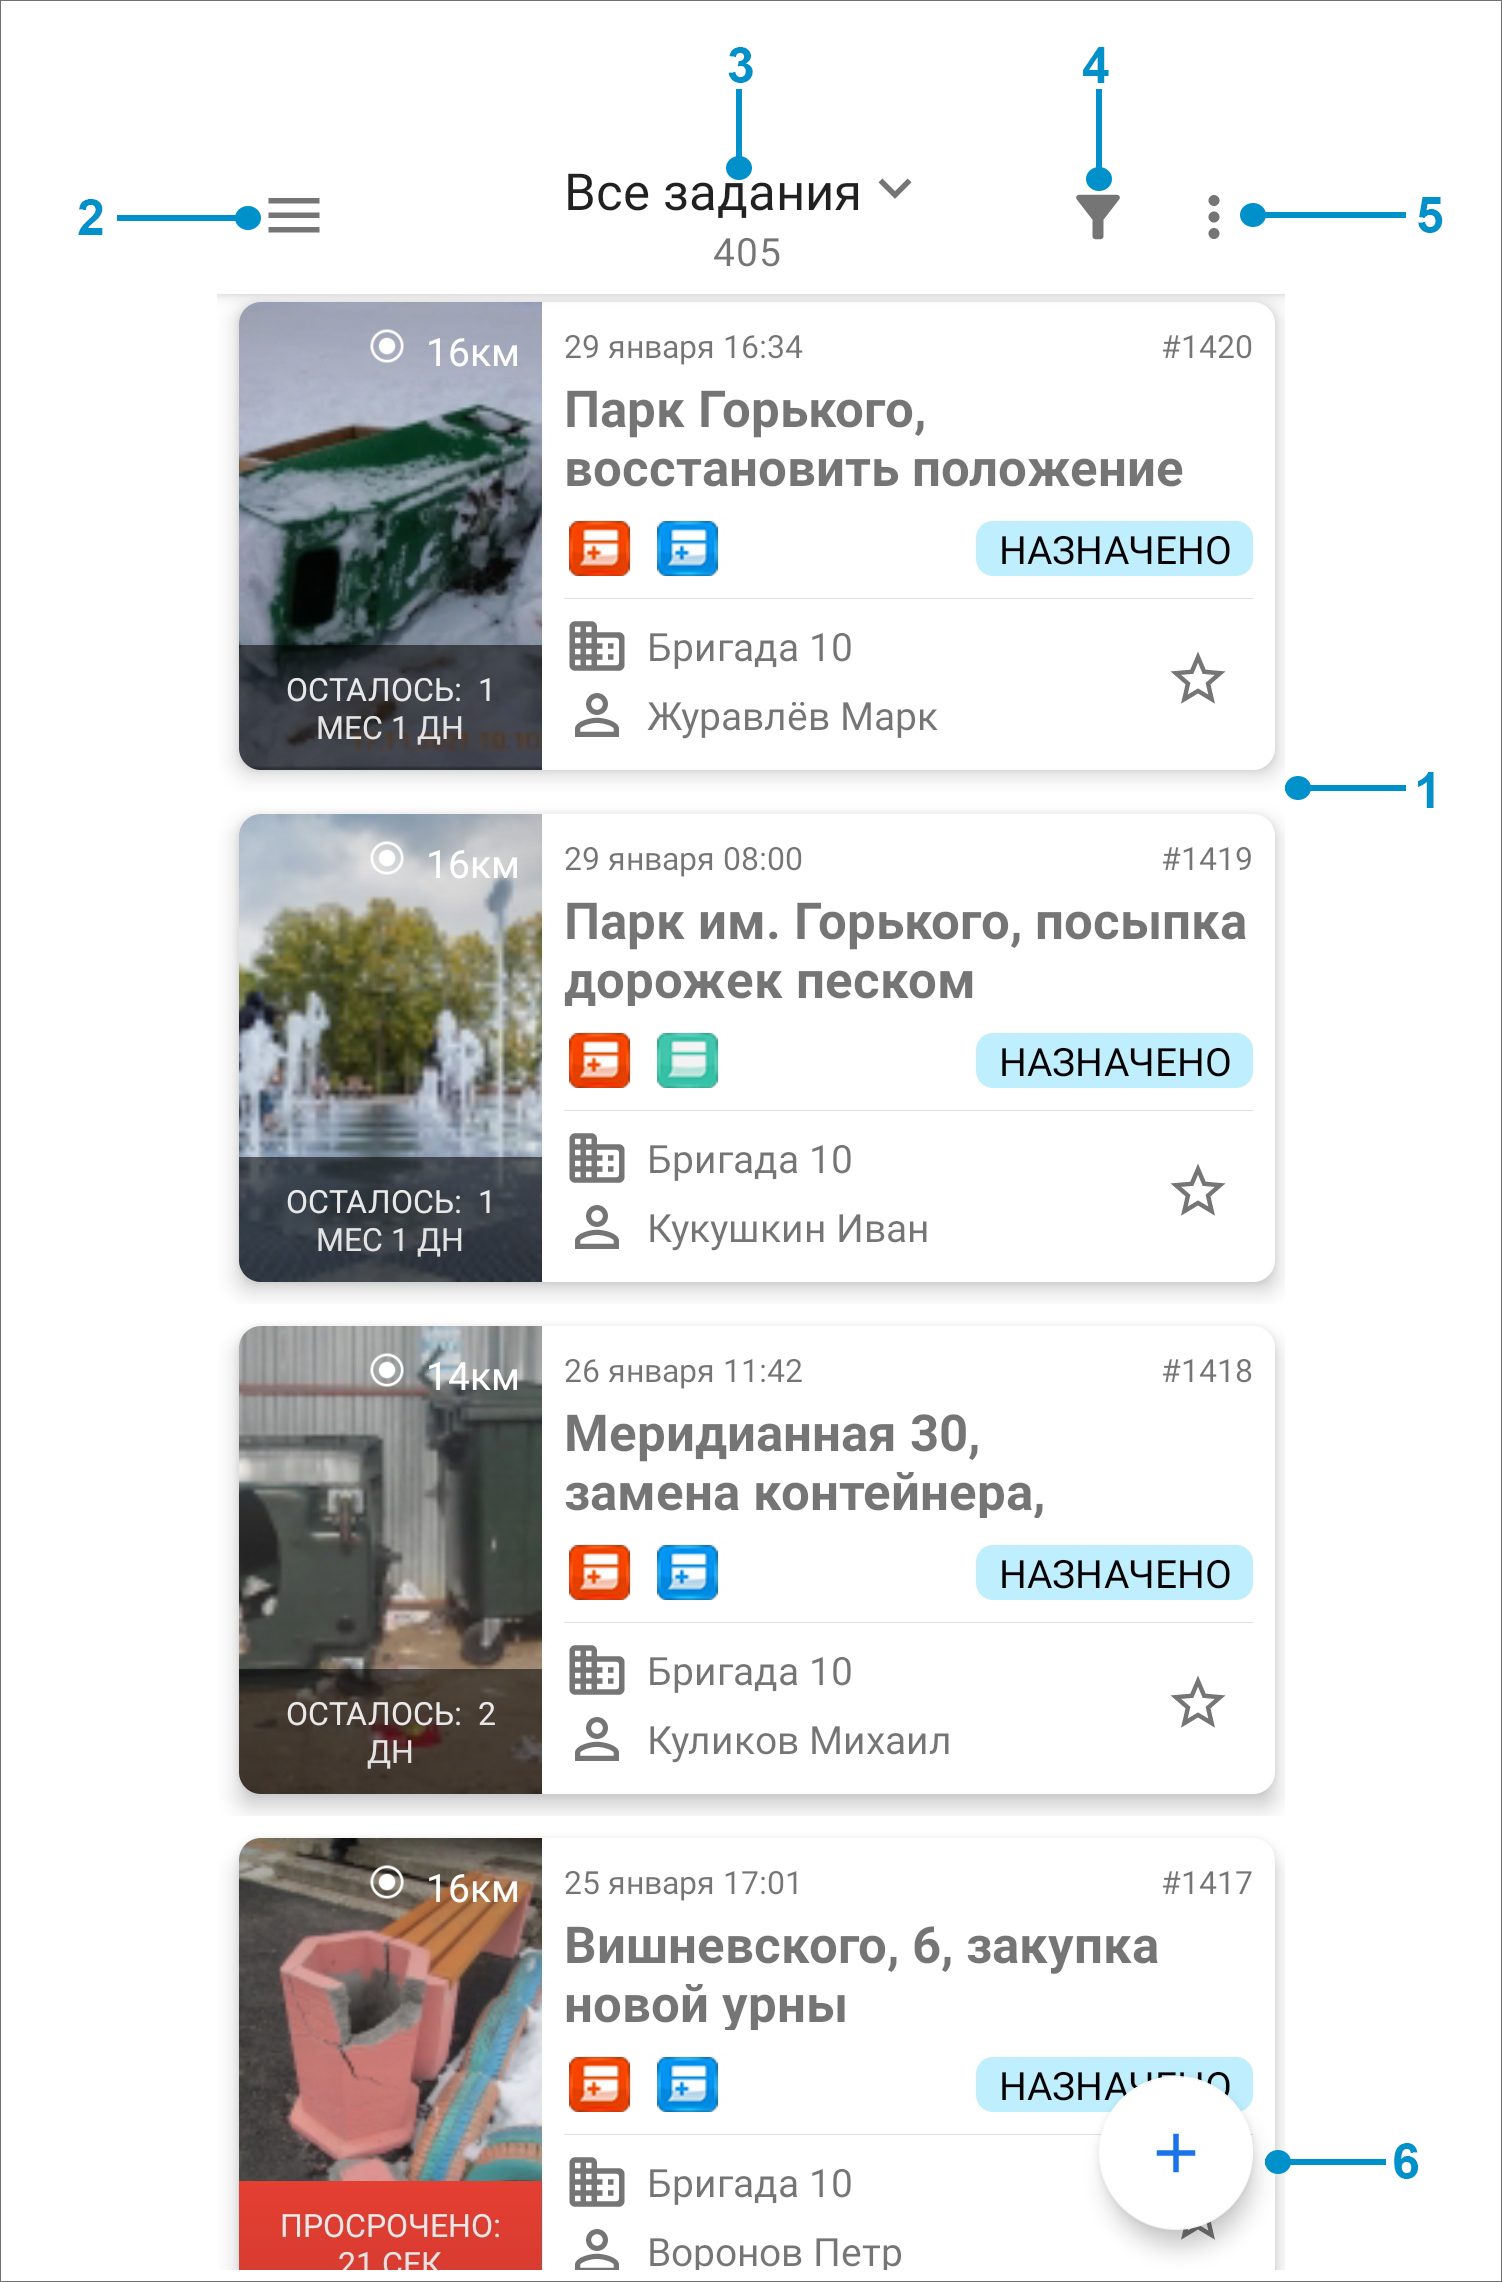 3
4
Все задания
2
5
405
16км
29 января 16:34
#1420
Парк Горького,
восстановить положение
НАЗНАЧЕНО
Бригада 10
Журавлёв Марк
ОСТАЛОСЬ: 1
МЕС 1 ДН
1
16км
29 января 08:00
#1419
Парк им. Горького, посыпка
дорожек песком
НАЗНАЧЕНО
Бригада 10
Кукушкин Иван
ОСТАЛОСЬ: 1
МЕС 1 ДН
14км
26 января 11:42
#1418
Меридианная 30,
замена контейнера,
НАЗНАЧЕНО
Бригада 10
Куликов Михаил
ОСТАЛОСЬ: 2
ДН
16км
25 января 17:01
#1417
Вишневского, 6, закупка
новой урны
НАЗНАЧЕНО
6
Бригада 10
Воронов Петр
ПРОСРОЧЕНО:
21 СЕК